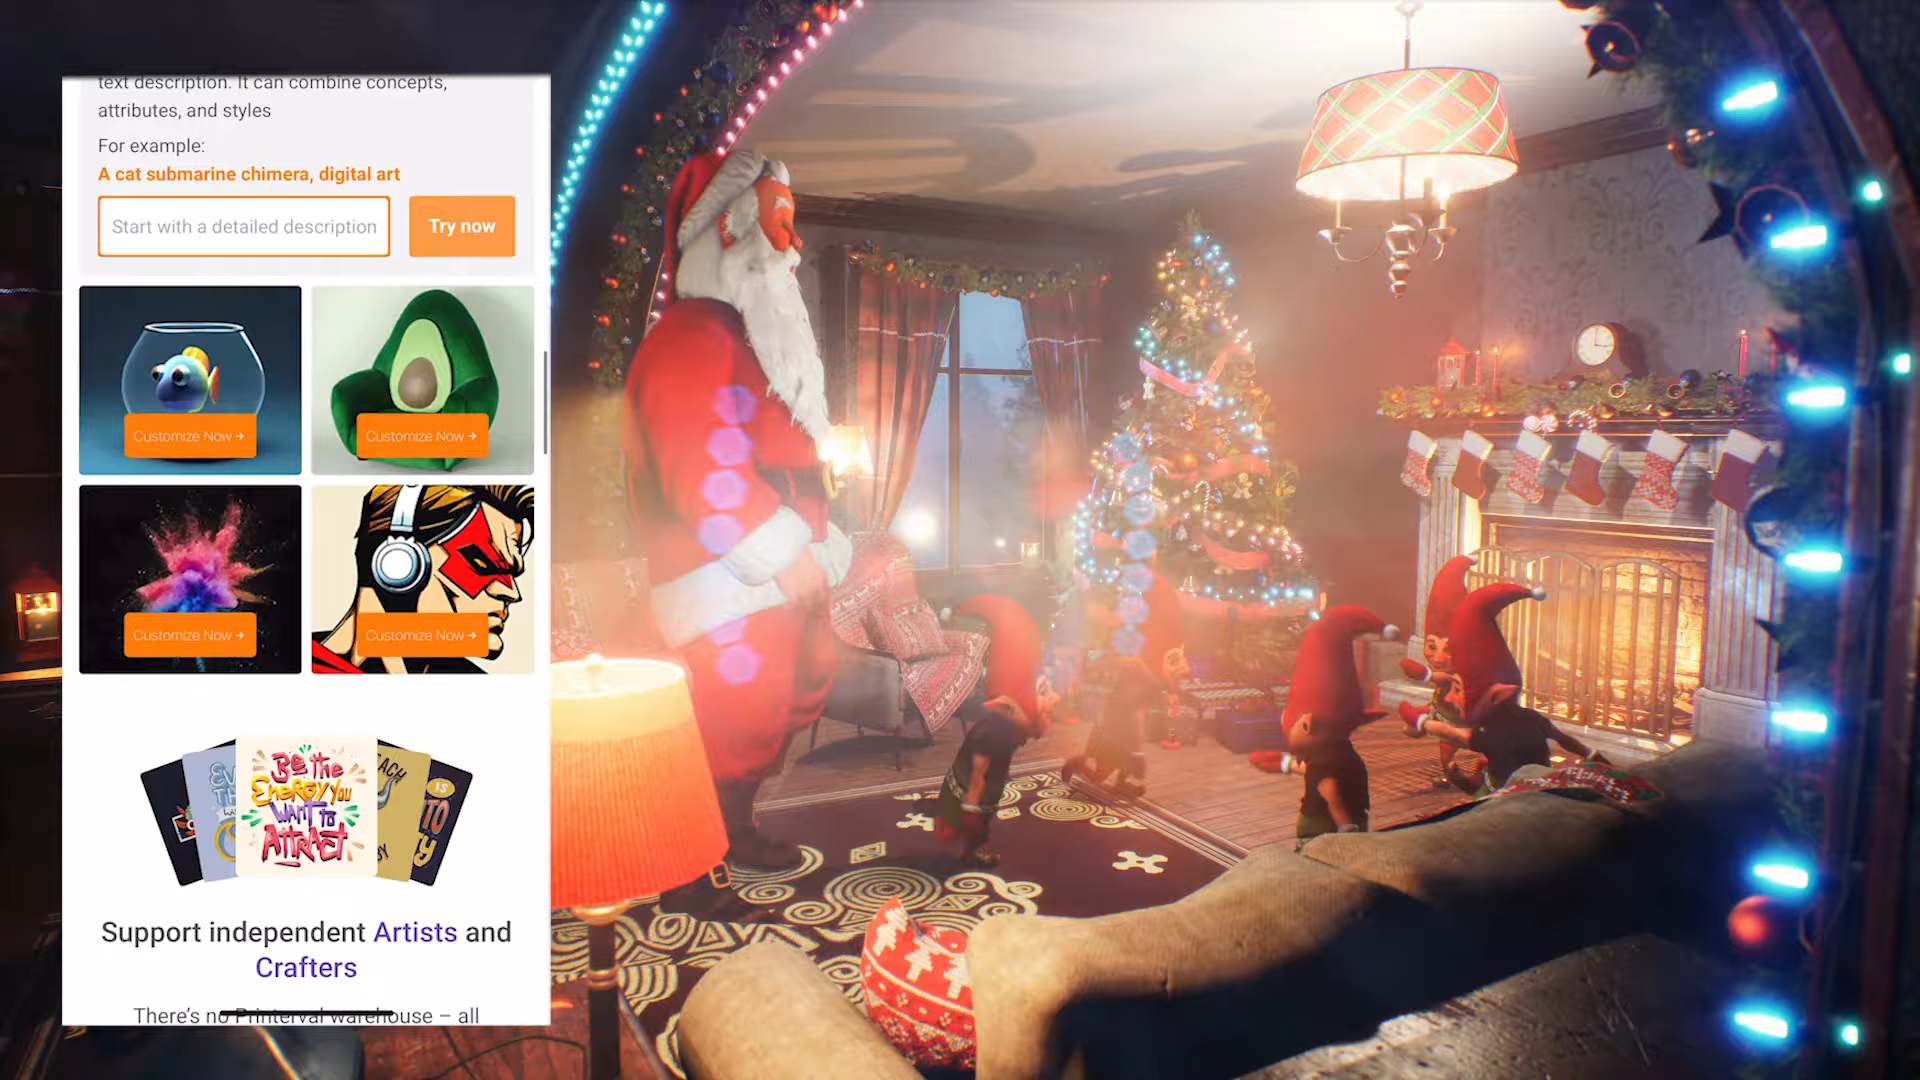 text description. It can combine concepts,
attributes, and styles
For example:
A cat submarine chimera, digital art
Start with a detailed description
Try now
Customize Now →
Customize Now →
Customize Now →
Customize Now →
Be the
Energy You
Want to
Attract
IS
TO
Support independent Artists and
Crafters
There's no Printerval warehouse – all